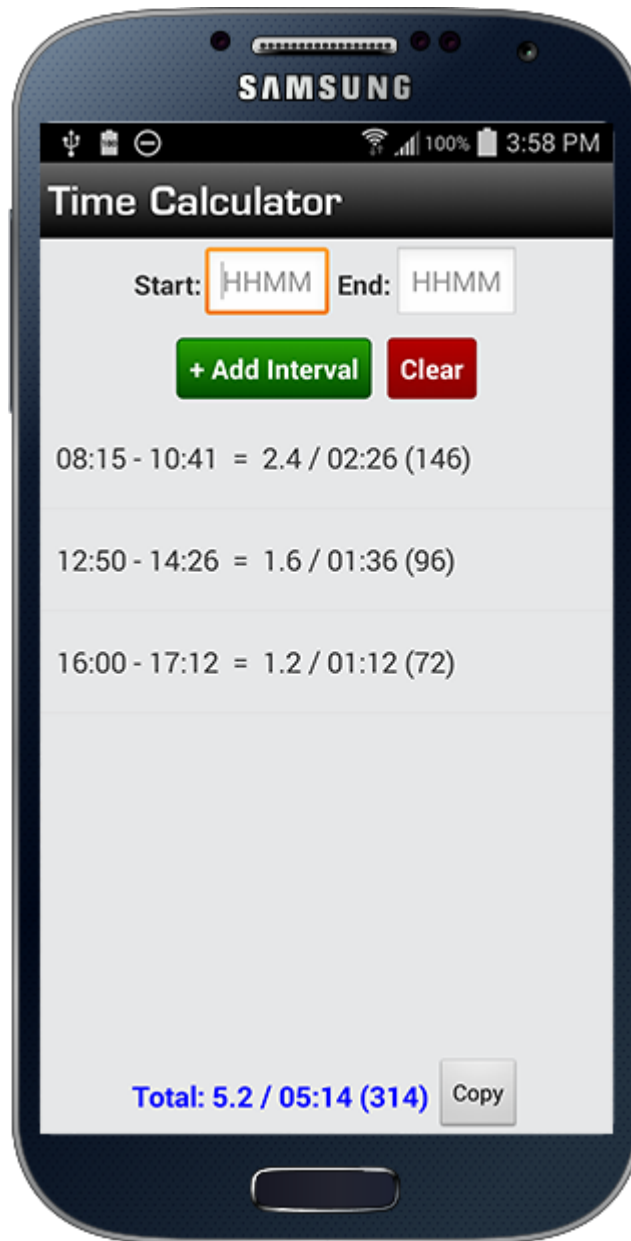 SAMSUNG
100% 3:58 PM
Time Calculator
Start: HHMM End: HHMM
+ Add Interval Clear
08:15 - 10:41 = 2.4 / 02:26 (146)
12:50 - 14:26 = 1.6 / 01:36 (96)
16:00 - 17:12 = 1.2 / 01:12 (72)
Total: 5.2 / 05:14 (314) Copy